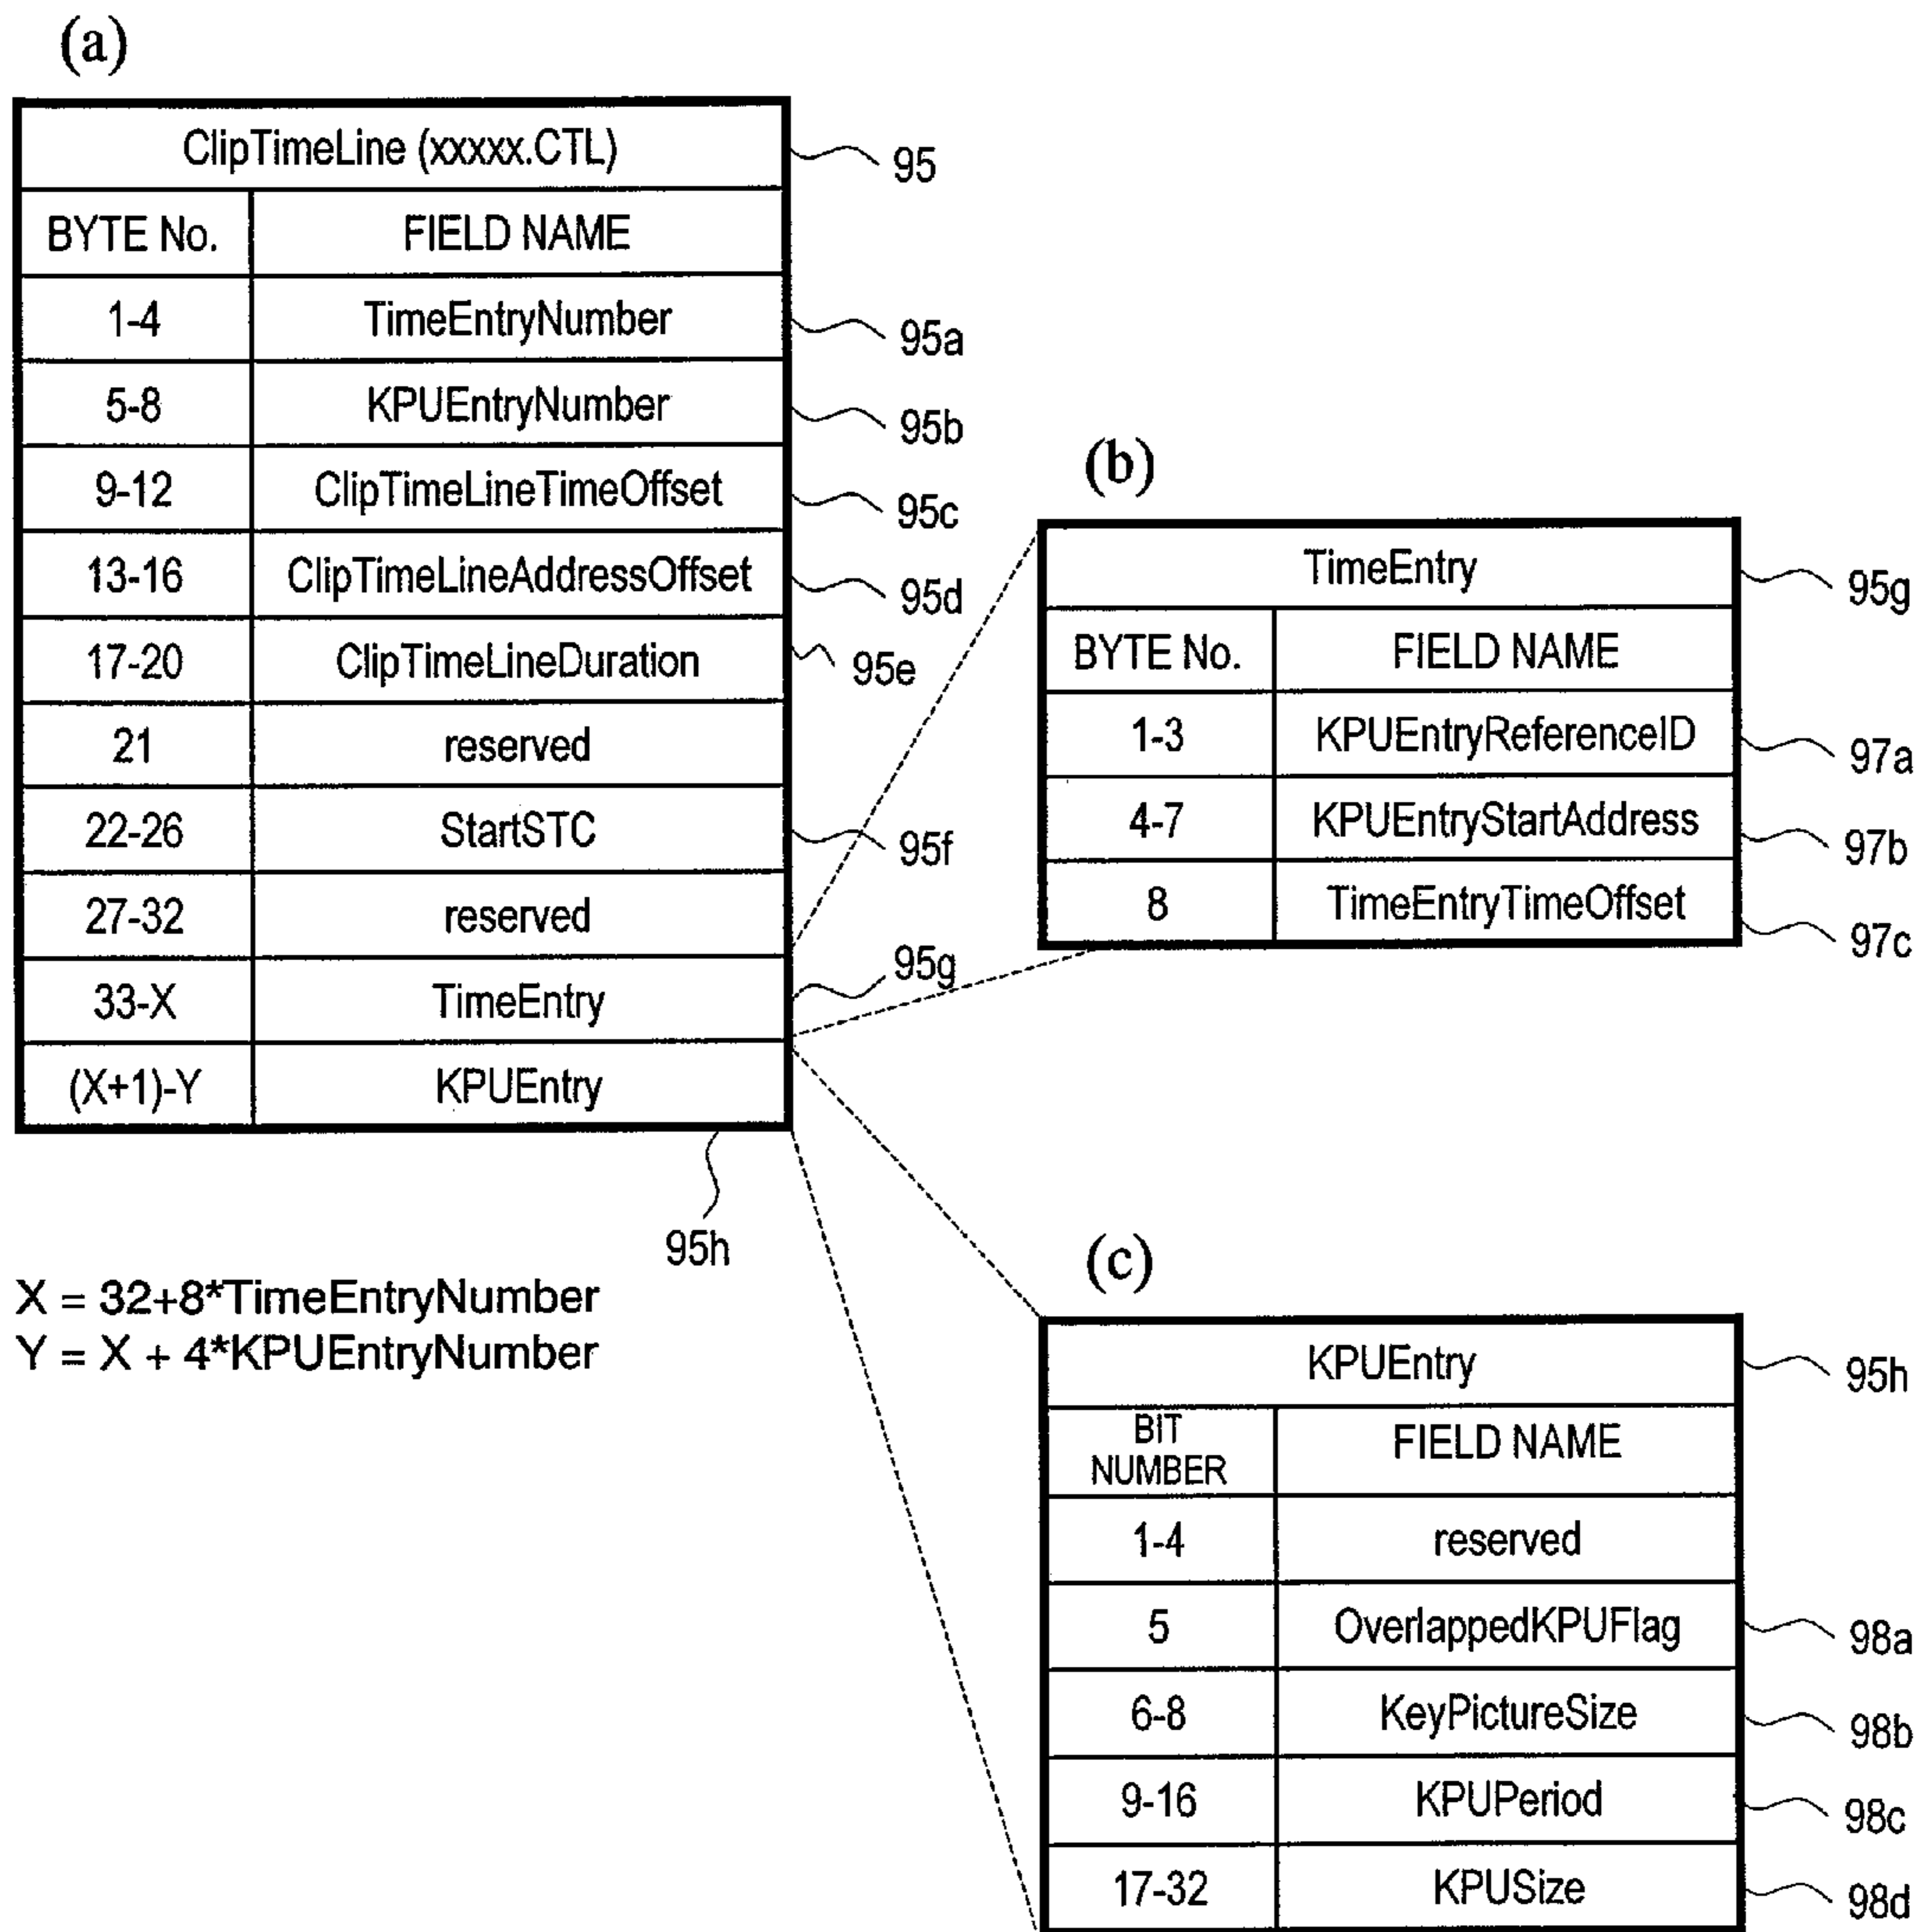 (a)
ClipTimeLine (xxxxx.CTL)
95
BYTE No. FIELD NAME
1-4 TimeEntryNumber 95a
5-8 KPUEntryNumber 95b
9-12 ClipTimeLineTimeOffset 95c
13-16 ClipTimeLineAddressOffset 95d
17-20 ClipTimeLineDuration 95e
21 reserved
22-26 StartSTC 95f
27-32 reserved
33-X TimeEntry 95g
(X+1)-Y KPUEntry
95h
X = 32+8*TimeEntryNumber
Y = X + 4*KPUEntryNumber
(b)
TimeEntry 95g
BYTE No. FIELD NAME
1-3 KPUEntryReferenceID 97a
4-7 KPUEntryStartAddress 97b
8 TimeEntryTimeOffset 97c
(c)
KPUEntry 95h
BIT
NUMBER FIELD NAME
1-4 reserved
5 OverlappedKPUFlag 98a
6-8 KeyPictureSize 98b
9-16 KPUPeriod 98c
17-32 KPUSize 98d